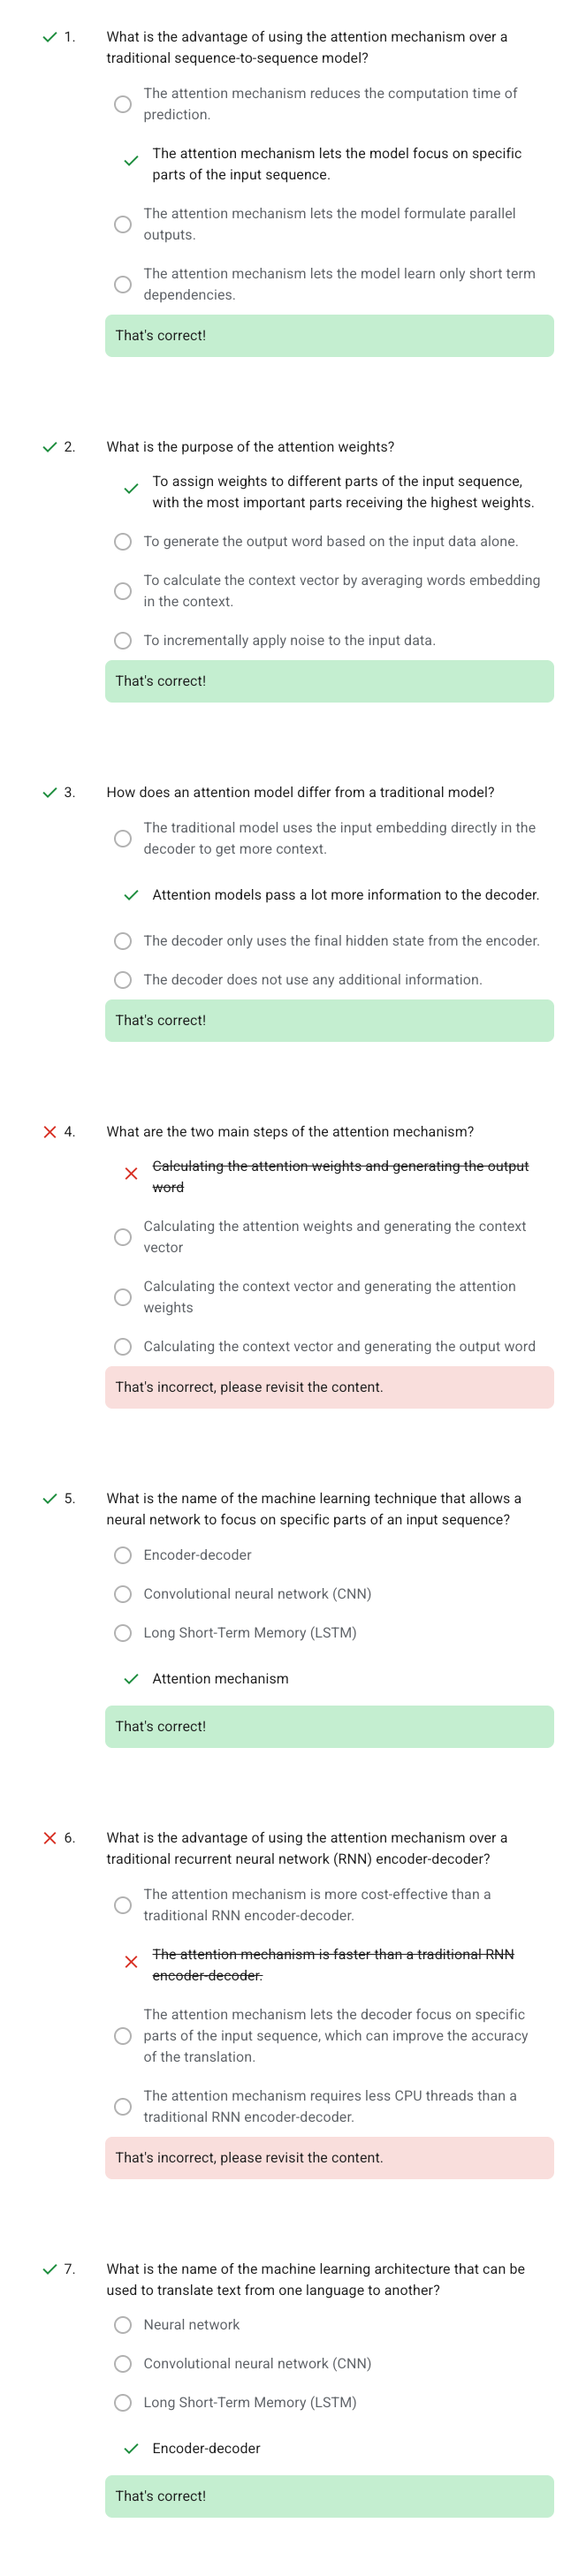 1. What is the advantage of using the attention mechanism over a
traditional sequence-to-sequence model?
The attention mechanism reduces the computation time of
prediction.
The attention mechanism lets the model focus on specific
parts of the input sequence.
The attention mechanism lets the model formulate parallel
outputs.
The attention mechanism lets the model learn only short term
dependencies.
That's correct!
2. What is the purpose of the attention weights?
To assign weights to different parts of the input sequence,
with the most important parts receiving the highest weights.
To generate the output word based on the input data alone.
To calculate the context vector by averaging words embedding
in the context.
To incrementally apply noise to the input data.
That's correct!
3. How does an attention model differ from a traditional model?
The traditional model uses the input embedding directly in the
decoder to get more context.
Attention models pass a lot more information to the decoder.
The decoder only uses the final hidden state from the encoder.
The decoder does not use any additional information.
That's correct!
4. What are the two main steps of the attention mechanism?
Calculating the attention weights and generating the output
word
Calculating the attention weights and generating the context
vector
Calculating the context vector and generating the attention
weights
Calculating the context vector and generating the output word
That's incorrect, please revisit the content.
5. What is the name of the machine learning technique that allows a
neural network to focus on specific parts of an input sequence?
Encoder-decoder
Convolutional neural network (CNN)
Long Short-Term Memory (LSTM)
Attention mechanism
That's correct!
6. What is the advantage of using the attention mechanism over a
traditional recurrent neural network (RNN) encoder-decoder?
The attention mechanism is more cost-effective than a
traditional RNN encoder-decoder.
The attention mechanism is faster than a traditional RNN
encoder-decoder.
The attention mechanism lets the decoder focus on specific
parts of the input sequence, which can improve the accuracy
of the translation.
The attention mechanism requires less CPU threads than a
traditional RNN encoder-decoder.
That's incorrect, please revisit the content.
7. What is the name of the machine learning architecture that can be
used to translate text from one language to another?
Neural network
Convolutional neural network (CNN)
Long Short-Term Memory (LSTM)
Encoder-decoder
That's correct!